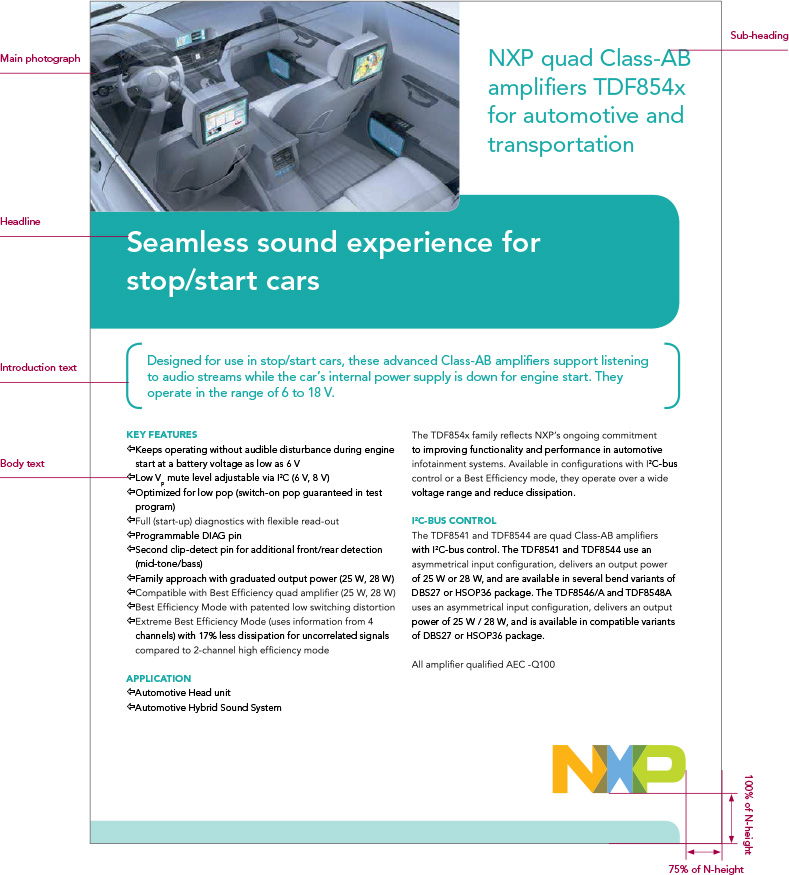 Sub-heading
Main photograph
NXP quad Class-AB
amplifiers TDF854x
for automotive and
transportation
Headline
Seamless sound experience for
stop/start cars
Introduction text
Designed for use in stop/start cars, these advanced Class-AB amplifiers support listening
to audio streams while the car's internal power supply is down for engine start. They
operate in the range of 6 to 18 V.
Body text
KEY FEATURES
Keeps operating without audible disturbance during engine
start at a battery voltage as low as 6 V
Low Vp mute level adjustable via I²C (6 V, 8 V)
Optimized for low pop (switch-on pop guaranteed in test
program)
Full (start-up) diagnostics with flexible read-out
Programmable DIAG pin
Second clip-detect pin for additional front/rear detection
(mid-tone/bass)
Family approach with graduated output power (25 W, 28 W)
Compatible with Best Efficiency quad amplifier (25 W, 28 W)
Best Efficiency Mode with patented low switching distortion
Extreme Best Efficiency Mode (uses information from 4
channels) with 17% less dissipation for uncorrelated signals
compared to 2-channel high efficiency mode
APPLICATION
Automotive Head unit
Automotive Hybrid Sound System
The TDF854x family reflects NXP's ongoing commitment
to improving functionality and performance in automotive
infotainment systems. Available in configurations with I²C-bus
control or a Best Efficiency mode, they operate over a wide
voltage range and reduce dissipation.
I²C-BUS CONTROL
The TDF8541 and TDF8544 are quad Class-AB amplifiers
with I²C-bus control. The TDF8541 and TDF8544 use an
asymmetrical input configuration, delivers an output power
of 25 W or 28 W, and are available in several bend variants of
DBS27 or HSOP36 package. The TDF8546/A and TDF8548A
uses an asymmetrical input configuration, delivers an output
power of 25 W / 28 W, and is available in compatible variants
of DBS27 or HSOP36 package.
All amplifier qualified AEC -Q100
NXP
100% of N-height
75% of N-height